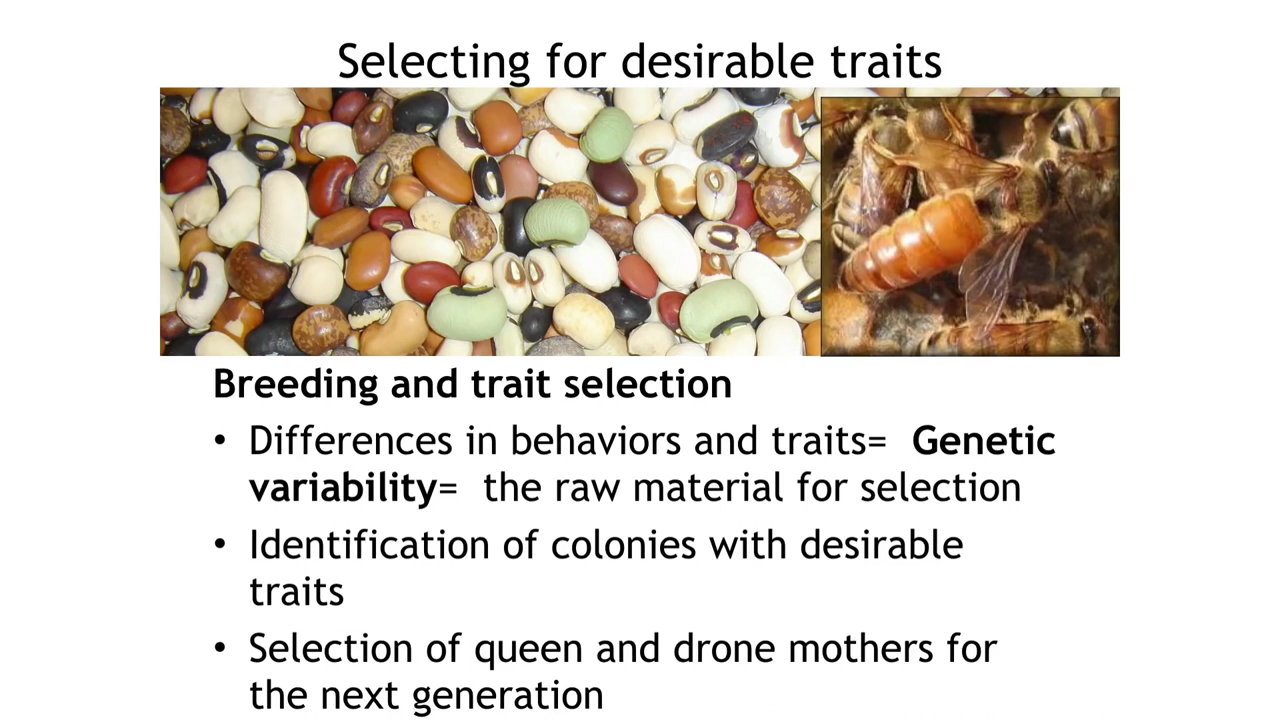 Selecting for desirable traits
Breeding and trait selection
• Differences in behaviors and traits= Genetic
variability= the raw material for selection
• Identification of colonies with desirable
traits
• Selection of queen and drone mothers for
the next generation